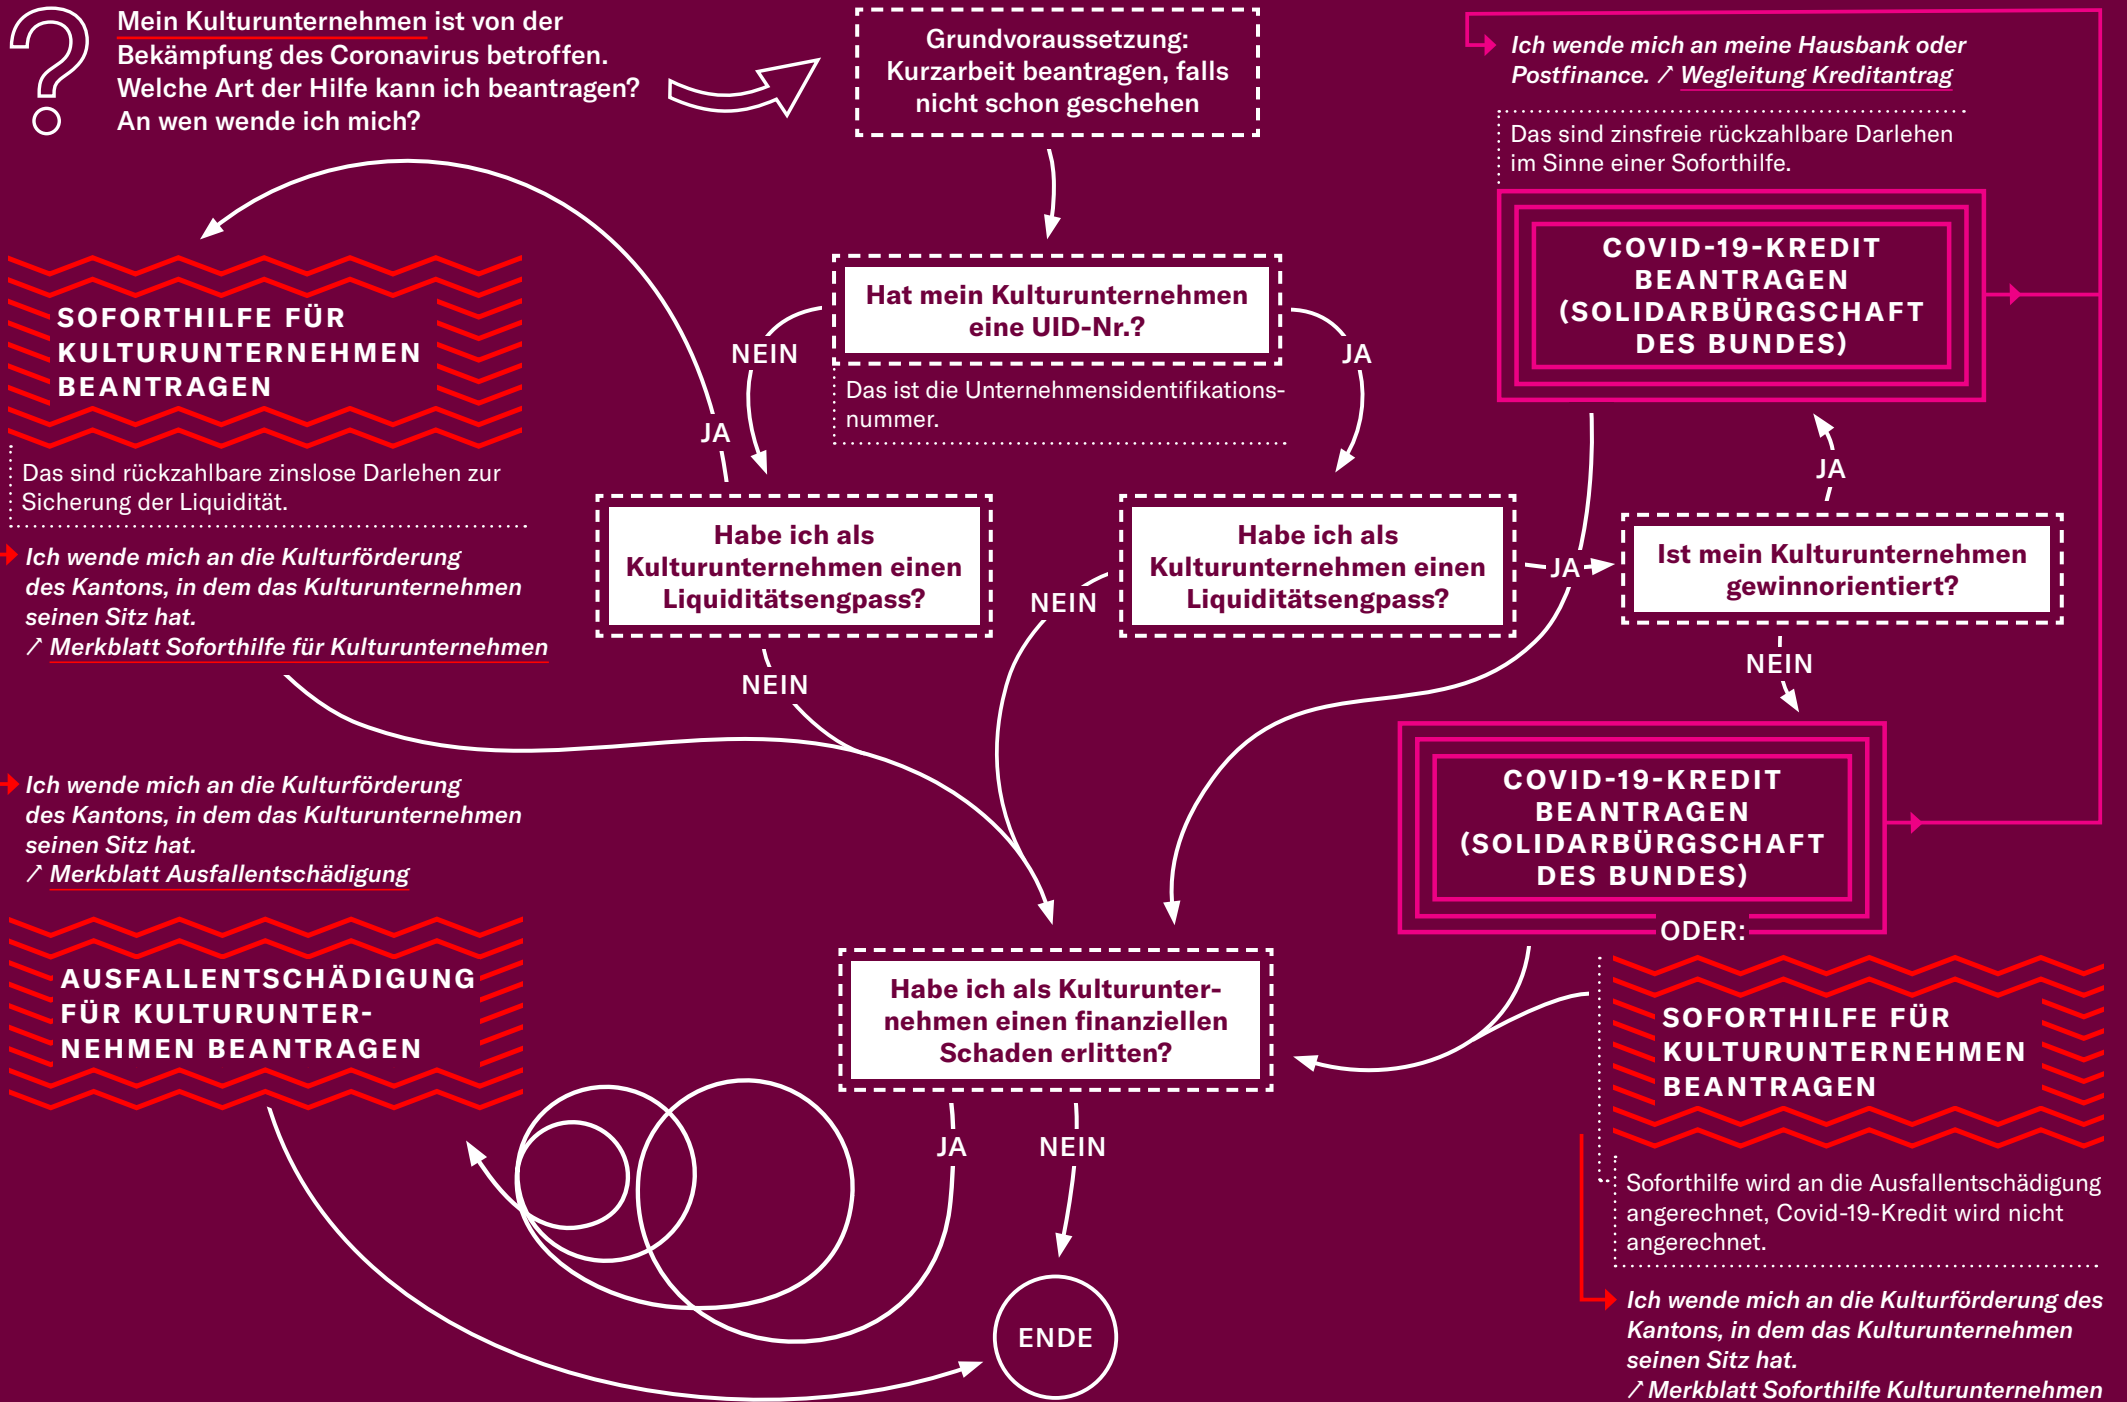 Mein Kulturunternehmen ist von der
Bekämpfung des Coronavirus betroffen.
Welche Art der Hilfe kann ich beantragen?
An wen wende ich mich?
Grundvoraussetzung:
Kurzarbeit beantragen, falls
nicht schon geschehen
Ich wende mich an meine Hausbank oder
Postfinance. ↗ Wegleitung Kreditantrag
Das sind zinsfreie rückzahlbare Darlehen
im Sinne einer Soforthilfe.
COVID-19-KREDIT
BEANTRAGEN
(SOLIDARBÜRGSCHAFT
DES BUNDES)
Hat mein Kulturunternehmen
eine UID-Nr.?
NEIN
JA
Das ist die Unternehmensidentifikations-
nummer.
SOFORTHILFE FÜR
KULTURUNTERNEHMEN
BEANTRAGEN
JA
Das sind rückzahlbare zinslose Darlehen zur
Sicherung der Liquidität.
Ich wende mich an die Kulturförderung
des Kantons, in dem das Kulturunternehmen
seinen Sitz hat.
↗ Merkblatt Soforthilfe für Kulturunternehmen
Habe ich als
Kulturunternehmen einen
Liquiditätsengpass?
NEIN
NEIN
Habe ich als
Kulturunternehmen einen
Liquiditätsengpass?
JA
JA
Ist mein Kulturunternehmen
gewinnorientiert?
NEIN
COVID-19-KREDIT
BEANTRAGEN
(SOLIDARBÜRGSCHAFT
DES BUNDES)
ODER:
Ich wende mich an die Kulturförderung
des Kantons, in dem das Kulturunternehmen
seinen Sitz hat.
↗ Merkblatt Ausfallentschädigung
AUSFALLENTSCHÄDIGUNG
FÜR KULTURUNTER-
NEHMEN BEANTRAGEN
Habe ich als Kulturunter-
nehmen einen finanziellen
Schaden erlitten?
JA
NEIN
ENDE
SOFORTHILFE FÜR
KULTURUNTERNEHMEN
BEANTRAGEN
Soforthilfe wird an die Ausfallentschädigung
angerechnet, Covid-19-Kredit wird nicht
angerechnet.
Ich wende mich an die Kulturförderung des
Kantons, in dem das Kulturunternehmen
seinen Sitz hat.
↗ Merkblatt Soforthilfe Kulturunternehmen